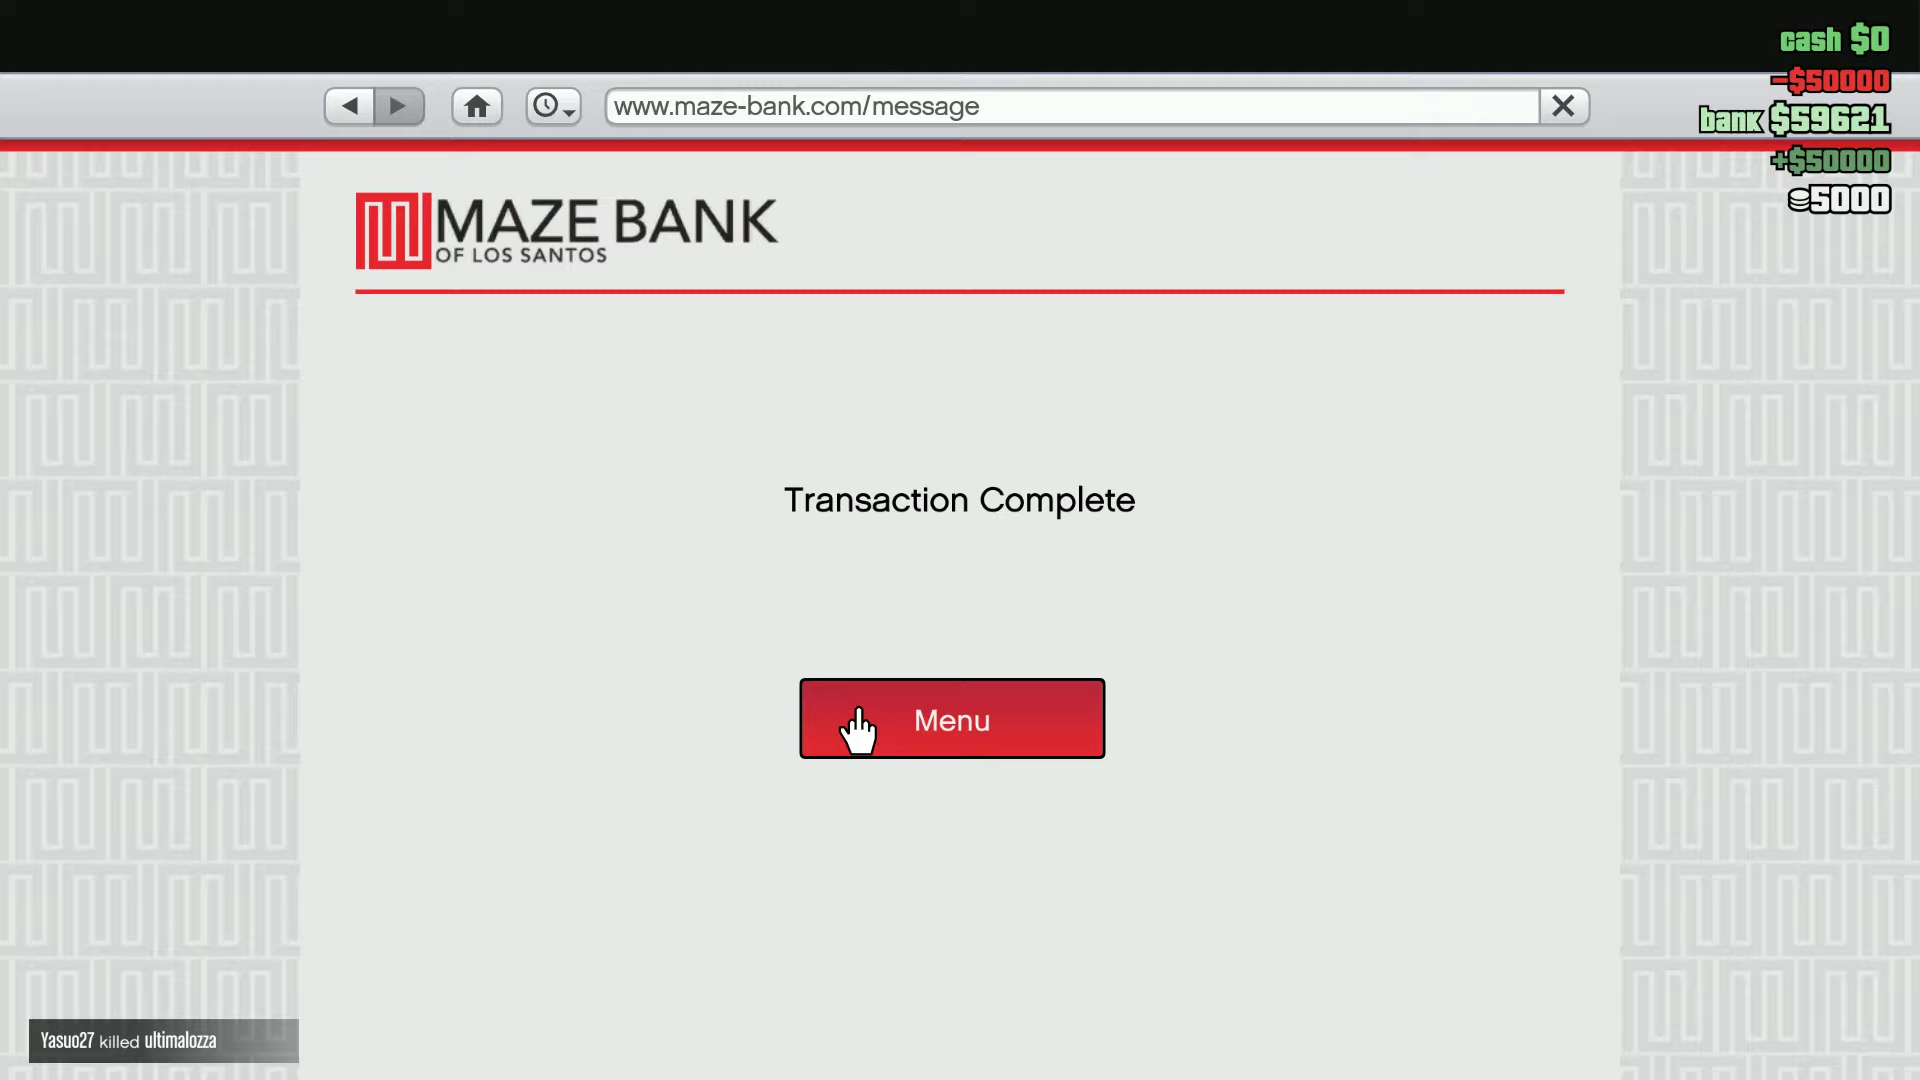 cash $0
-$50000
www.maze-bank.com/message
bank $59621
+$50000
5000
MAZE BANK
OF LOS SANTOS
Transaction Complete
Menu
Yasuo27 killed ultimalozza